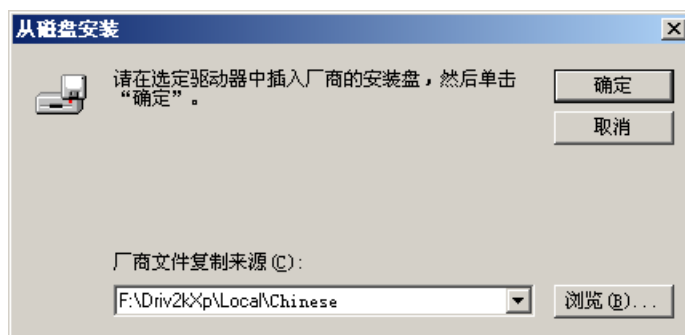 从磁盘安装
请在选定驱动器中插入厂商的安装盘，然后单击
“确定”。
确定
取消
厂商文件复制来源(C):
F:\Driv2kXp\Local\Chinese
浏览(B)...